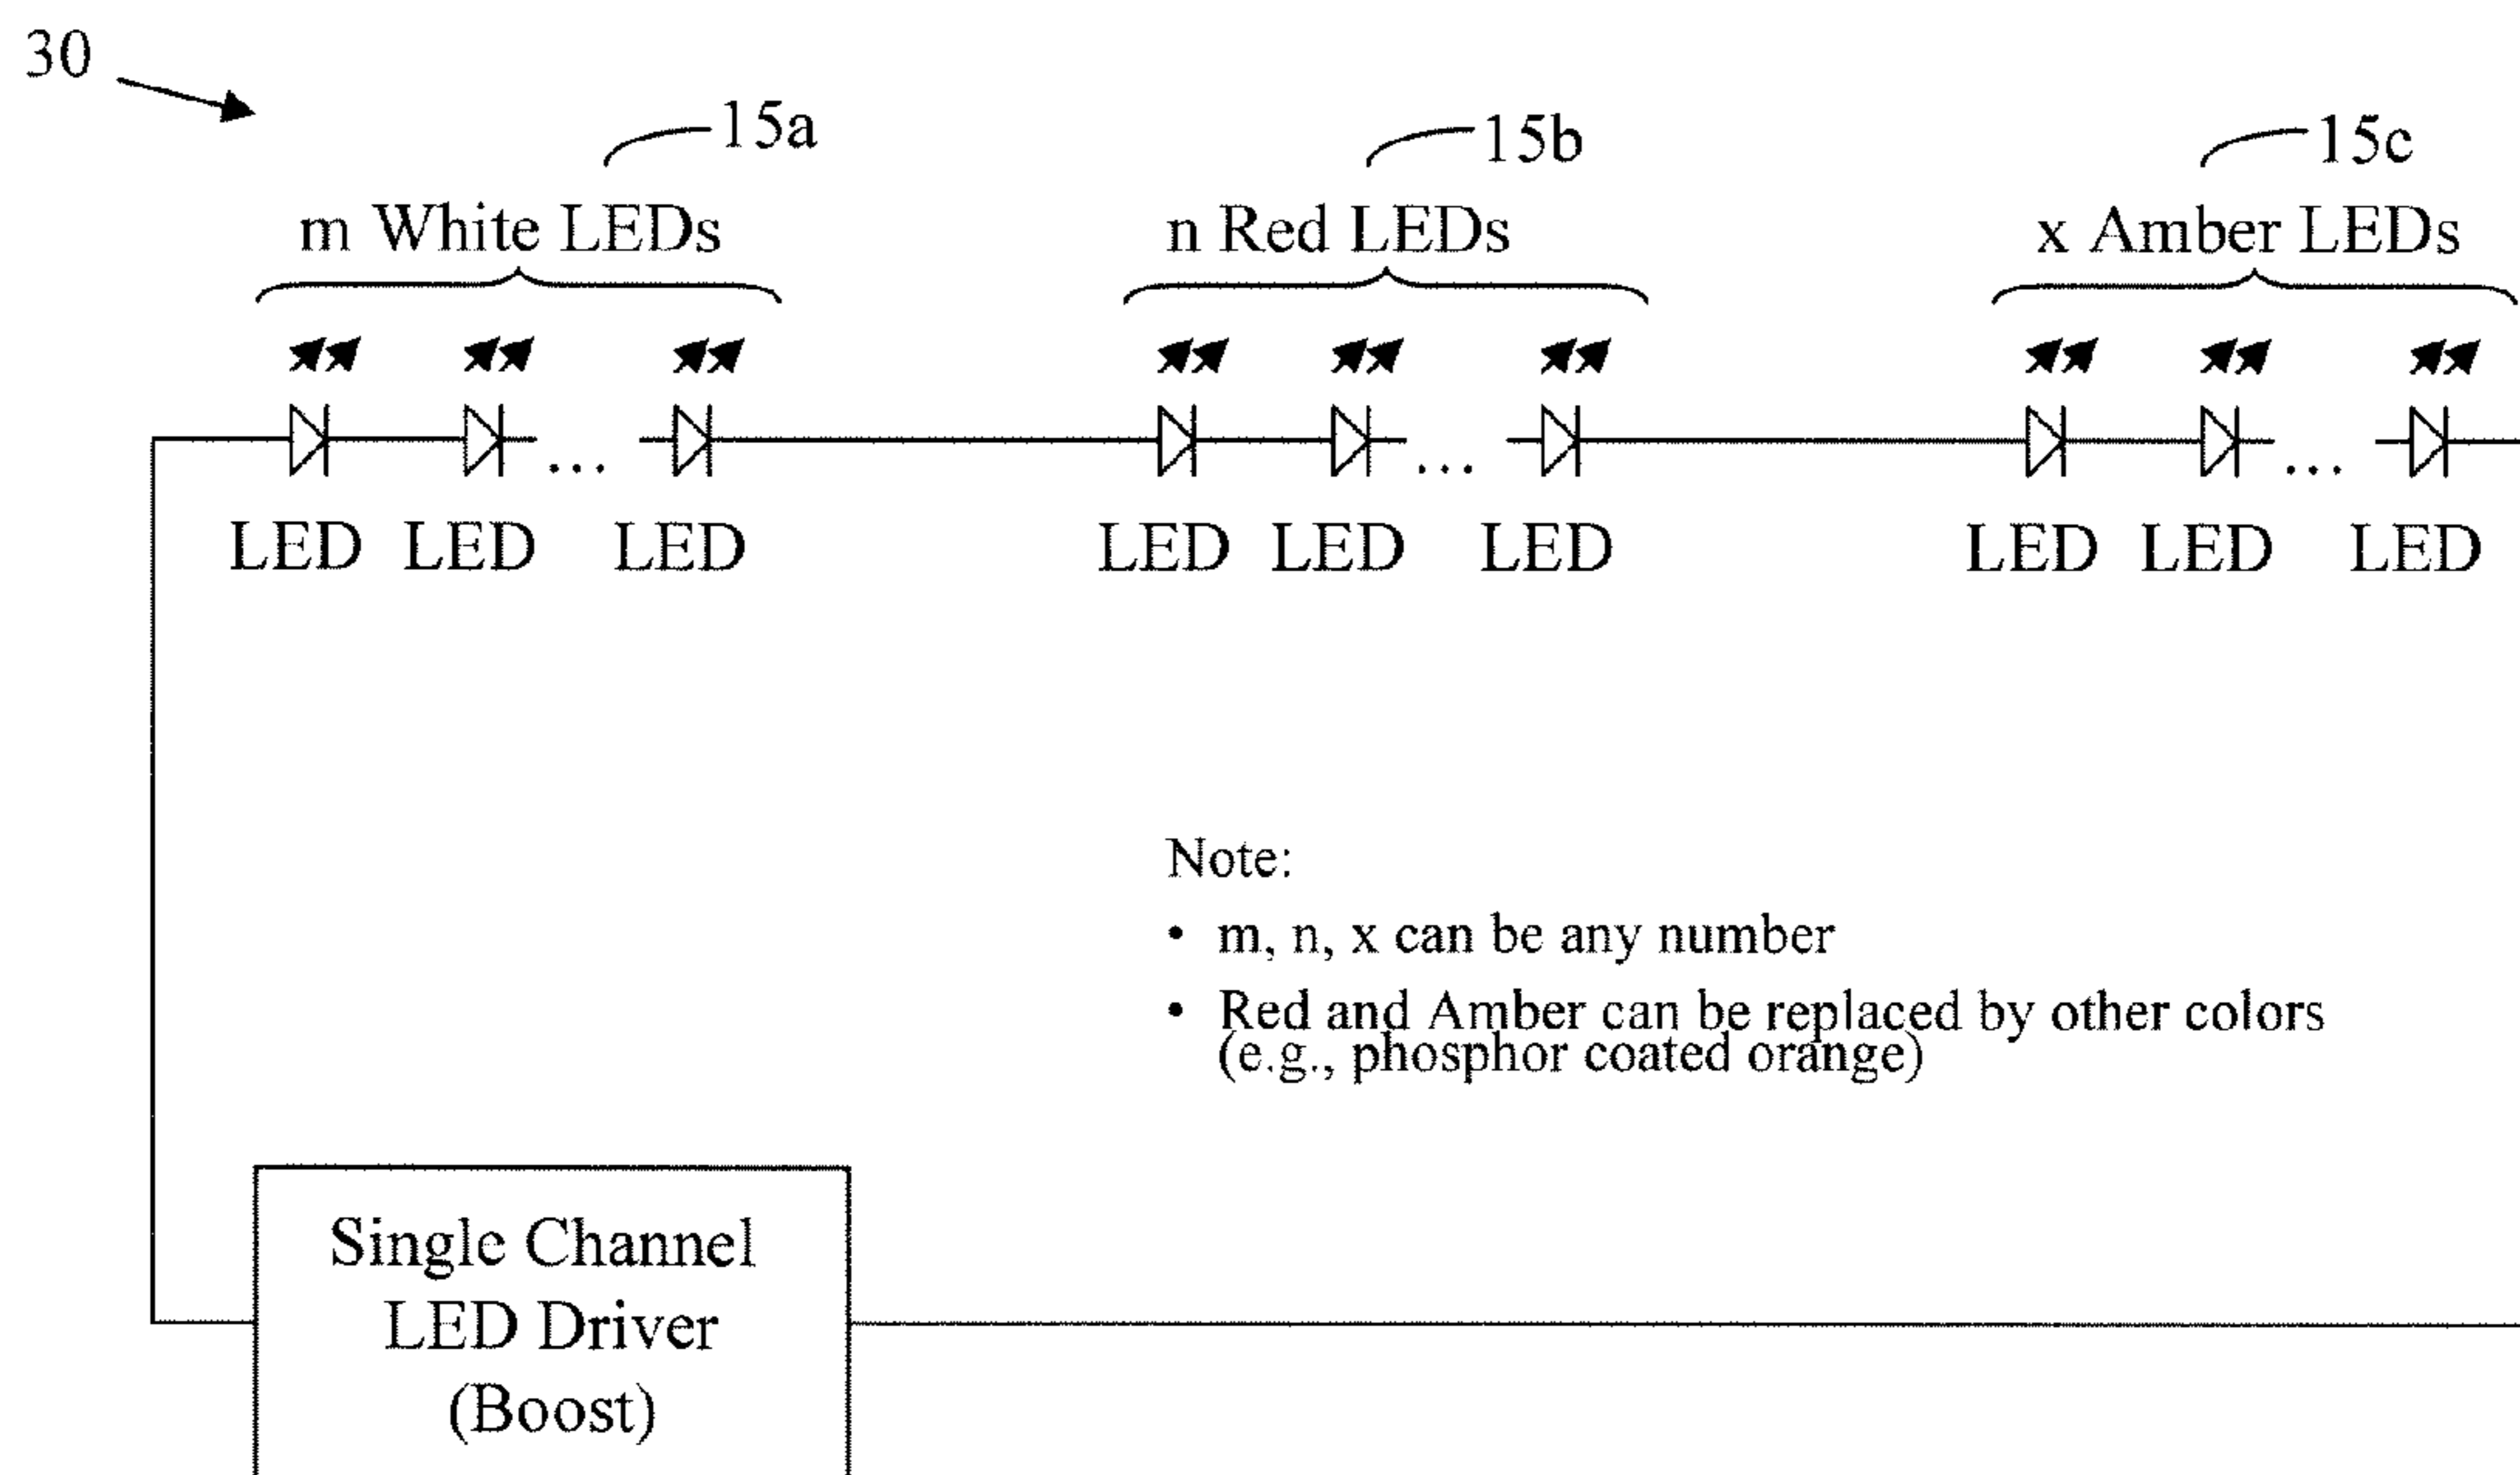 30
15a
15b
15c
m White LEDs
n Red LEDs
x Amber LEDs
...
...
...
LED LED LED
LED LED LED
LED LED LED
Note:
• m, n, x can be any number
• Red and Amber can be replaced by other colors
(e.g., phosphor coated orange)
Single Channel
LED Driver
(Boost)